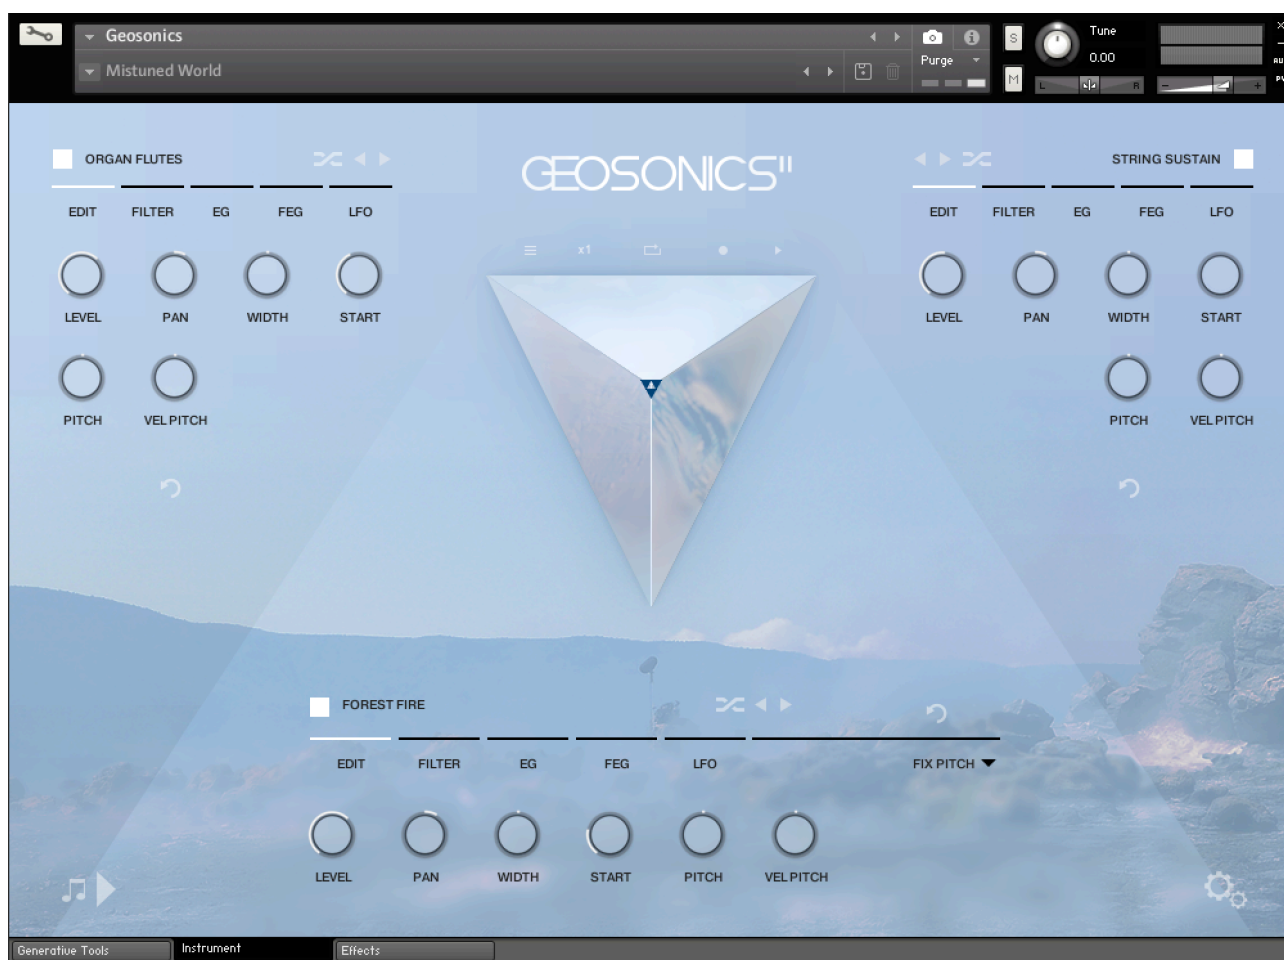 Geosonics
Mistuned World
Purge
S
M
Tune
0.00
L
R
ORGAN FLUTES
GEOSONICS II
STRING SUSTAIN
EDIT FILTER EG FEG LFO
EDIT FILTER EG FEG LFO
x1
LEVEL PAN WIDTH START
LEVEL PAN WIDTH START
PITCH VEL PITCH
PITCH VEL PITCH
FOREST FIRE
EDIT FILTER EG FEG LFO FIX PITCH
LEVEL PAN WIDTH START PITCH VEL PITCH
Generative Tools Instrument Effects